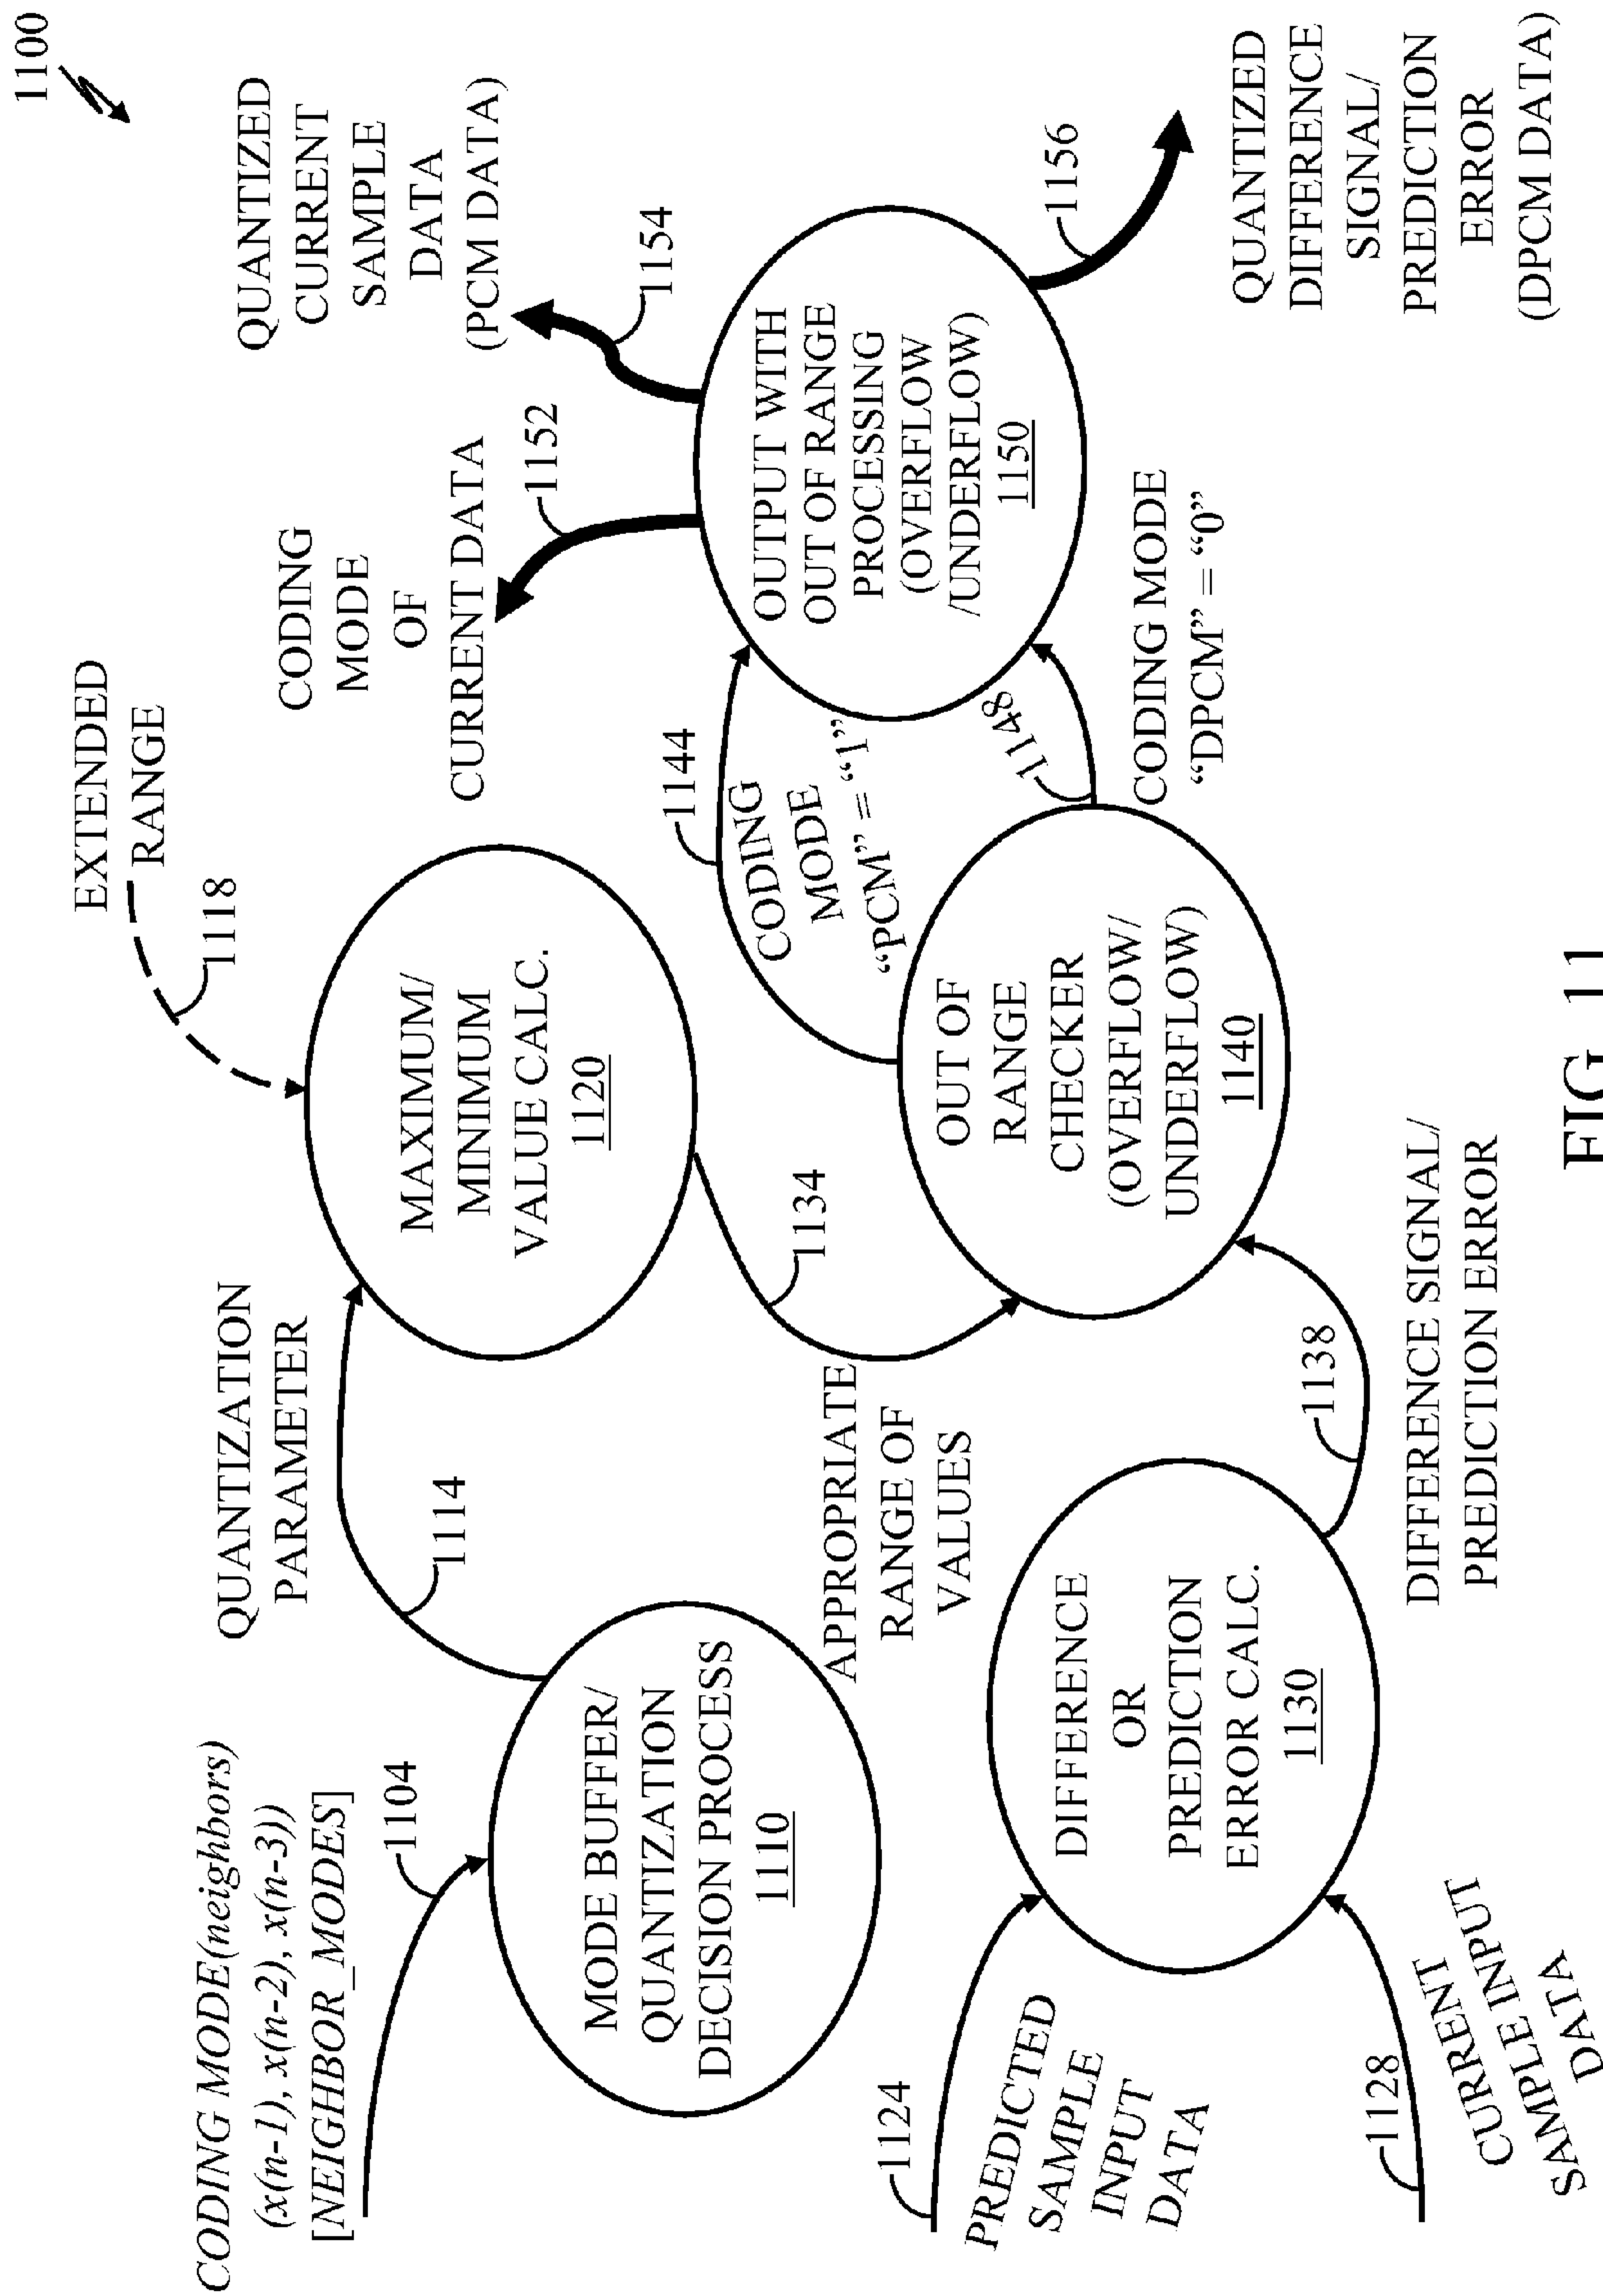 1100
CODING MODE(neighbors)
(x(n-1), x(n-2), x(n-3))
[NEIGHBOR_MODES]
1104
MODE BUFFER/
QUANTIZATION
DECISION PROCESS
1110
QUANTIZATION
PARAMETER
1114
EXTENDED
RANGE
1118
MAXIMUM/
MINIMUM
VALUE CALC.
1120
1124
PREDICTED
SAMPLE
INPUT
DATA
1128
CURRENT
SAMPLE INPUT
DATA
DIFFERENCE
OR
PREDICTION
ERROR CALC.
1130
APPROPRIATE
RANGE OF
VALUES
1134
1138
DIFFERENCE SIGNAL/
PREDICTION ERROR
OUT OF
RANGE
CHECKER
(OVERFLOW/
UNDERFLOW)
1140
1144
CODING
MODE
“PCM” = “1”
1148
CODING MODE
“DPCM” = “0”
OUTPUT WITH
OUT OF RANGE
PROCESSING
(OVERFLOW
/UNDERFLOW)
1150
CODING
MODE
OF
CURRENT DATA
1152
QUANTIZED
CURRENT
SAMPLE
DATA
(PCM DATA)
1154
1156
QUANTIZED
DIFFERENCE
SIGNAL/
PREDICTION
ERROR
(DPCM DATA)
FIG. 11